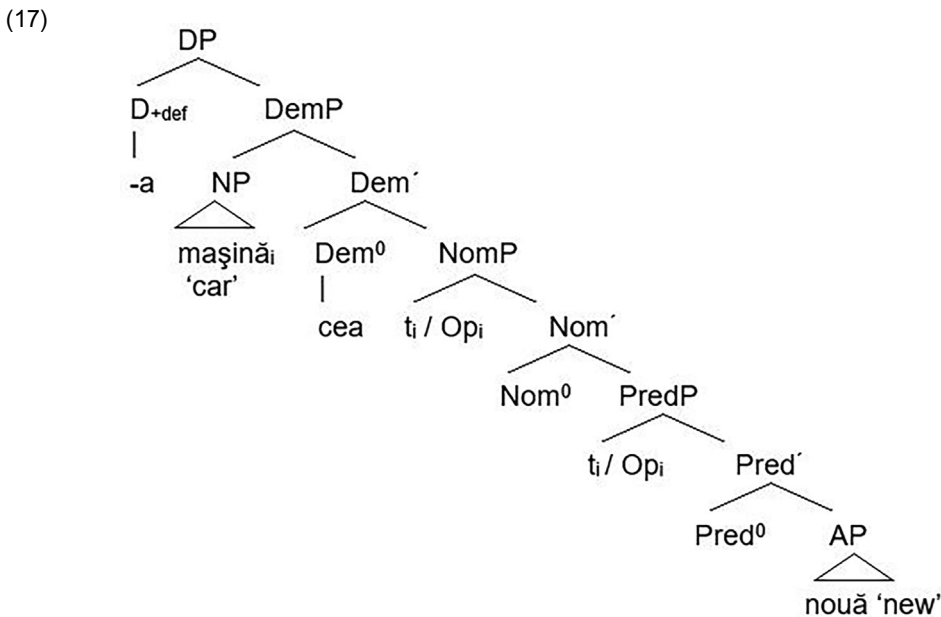 (17)
DP
D+def DemP
-a NP Dem´
maşinăi Dem⁰ NomP
‘car’
cea ti / Opi Nom´
Nom⁰ PredP
ti / Opi Pred´
Pred⁰ AP
nouă ‘new’